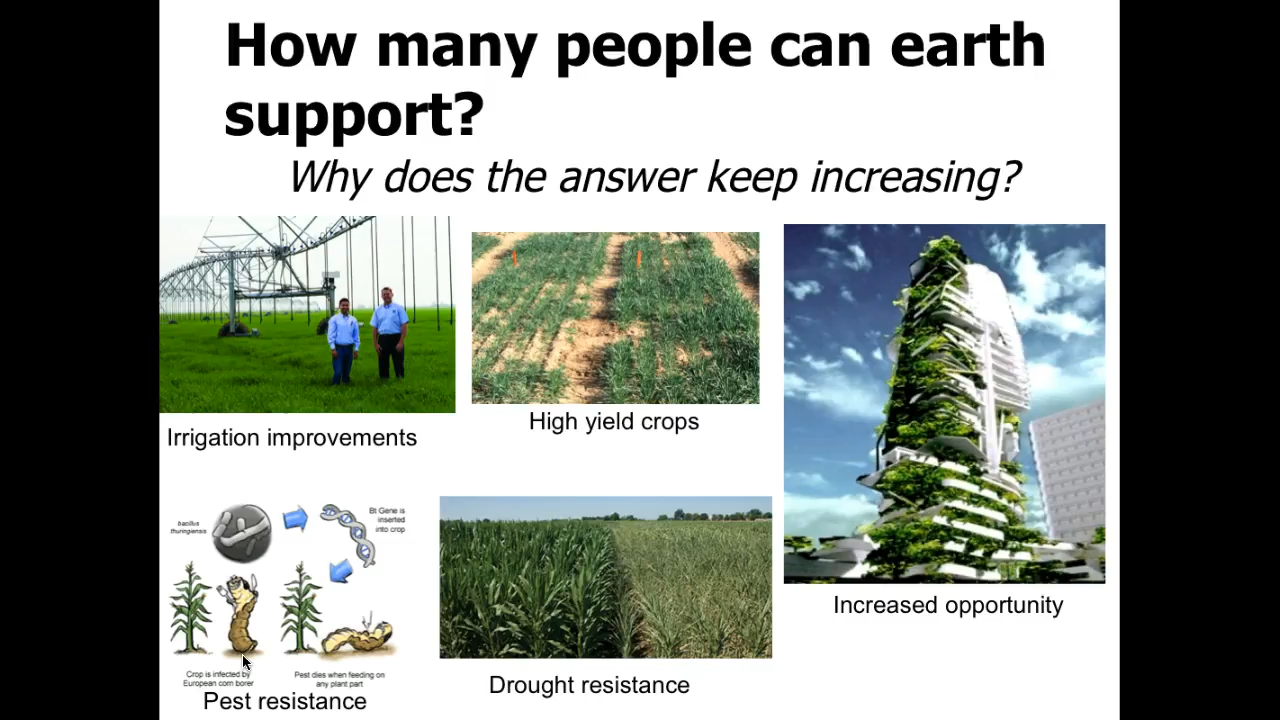 How many people can earth
support?
Why does the answer keep increasing?
Irrigation improvements
High yield crops
Increased opportunity
bacillus
thuringiensis
Bt Gene is
inserted
into crop
Crop is infected by
European corn borer
Pest dies when feeding on
any plant part
Pest resistance
Drought resistance